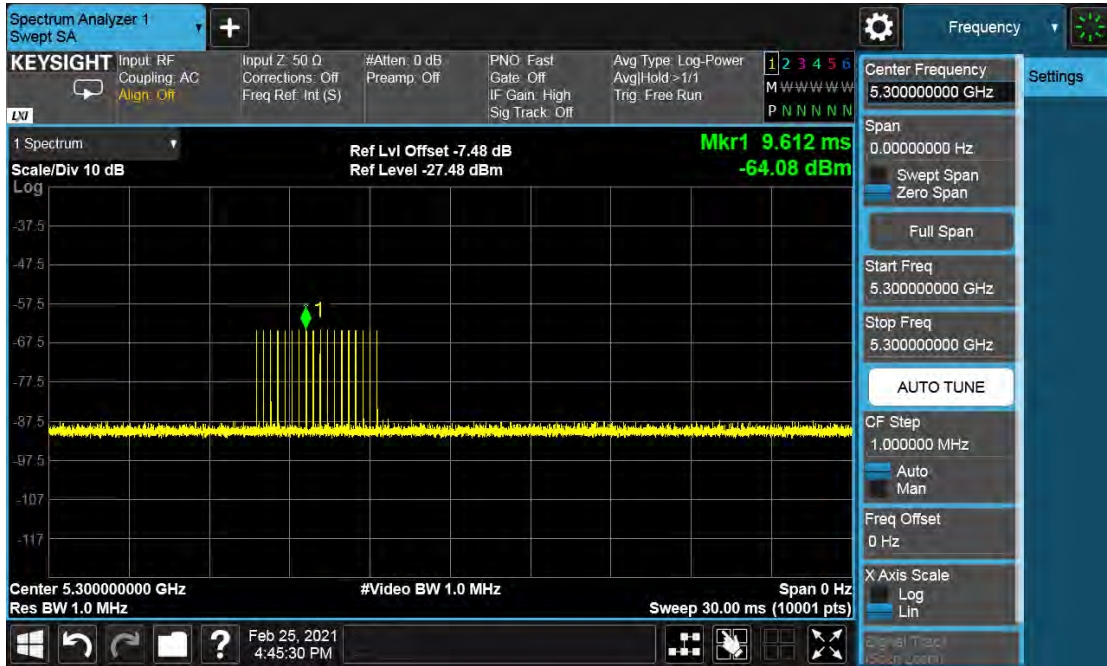 Spectrum Analyzer 1
Swept SA
+
Frequency
KEYSIGHT
LXI
Input: RF
Coupling: AC
Align: Off
Input Z: 50 Ω
Corrections: Off
Freq Ref: Int (S)
#Atten: 0 dB
Preamp: Off
PNO: Fast
Gate: Off
IF Gain: High
Sig Track: Off
Avg Type: Log-Power
Avg|Hold >1/1
Trig: Free Run
1 2 3 4 5 6
M W W W W W
P N N N N N
1 Spectrum
Scale/Div 10 dB
Log
Ref Lvl Offset -7.48 dB
Ref Level -27.48 dBm
Mkr1 9.612 ms
-64.08 dBm
1
-37.5
-47.5
-57.5
-67.5
-77.5
-87.5
-97.5
-107
-117
Center 5.300000000 GHz
Res BW 1.0 MHz
#Video BW 1.0 MHz
Span 0 Hz
Sweep 30.00 ms (10001 pts)
Center Frequency
5.300000000 GHz
Settings
Span
0.00000000 Hz
Swept Span
Zero Span
Full Span
Start Freq
5.300000000 GHz
Stop Freq
5.300000000 GHz
AUTO TUNE
CF Step
1.000000 MHz
Auto
Man
Freq Offset
0 Hz
X Axis Scale
Log
Lin
Signal Track
(Span Zoom)
?
Feb 25, 2021
4:45:30 PM